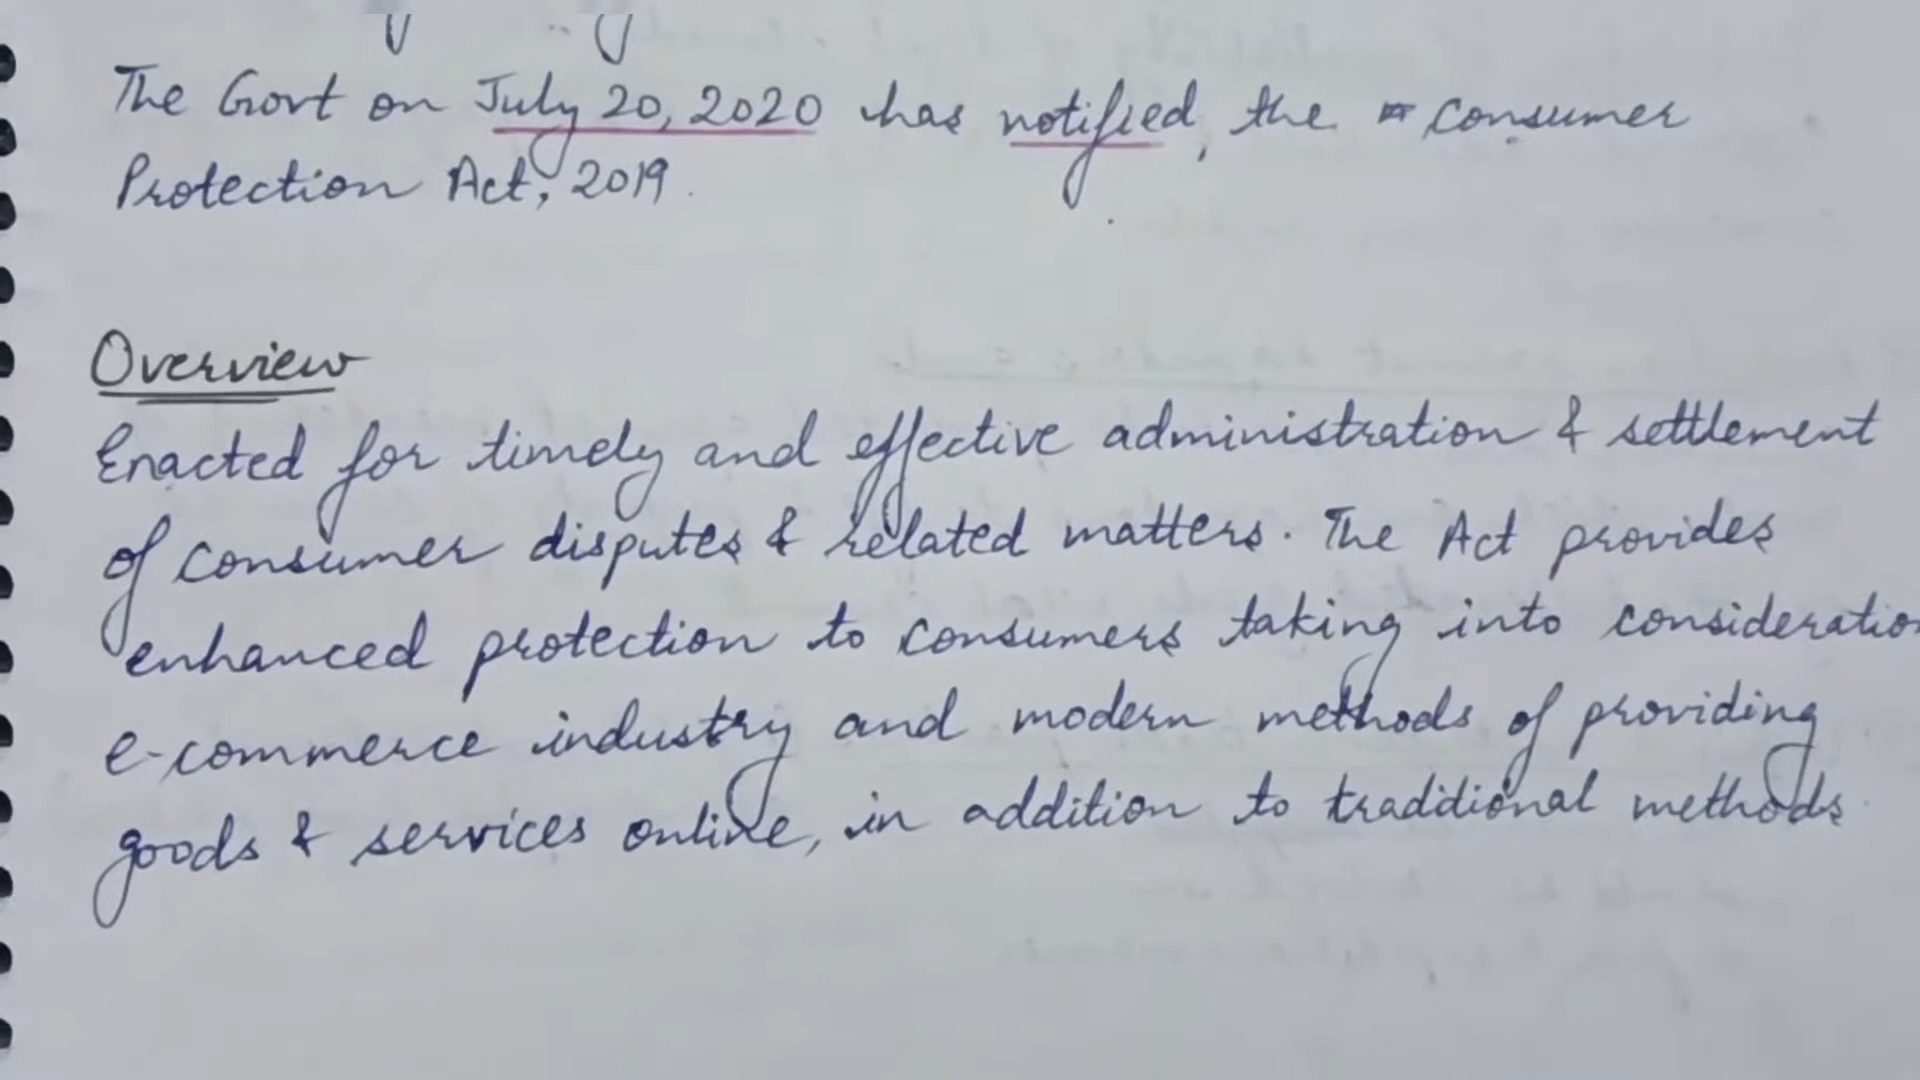 The Govt on July 20, 2020 has notified, the Consumer
Protection Act, 2019.
Overview
Enacted for timely and effective administration & settlement
of consumer disputes & related matters. The Act provides
enhanced protection to consumers taking into consideratio
e-commerce industry and modern methods of providing
goods & services online, in addition to traditional methods